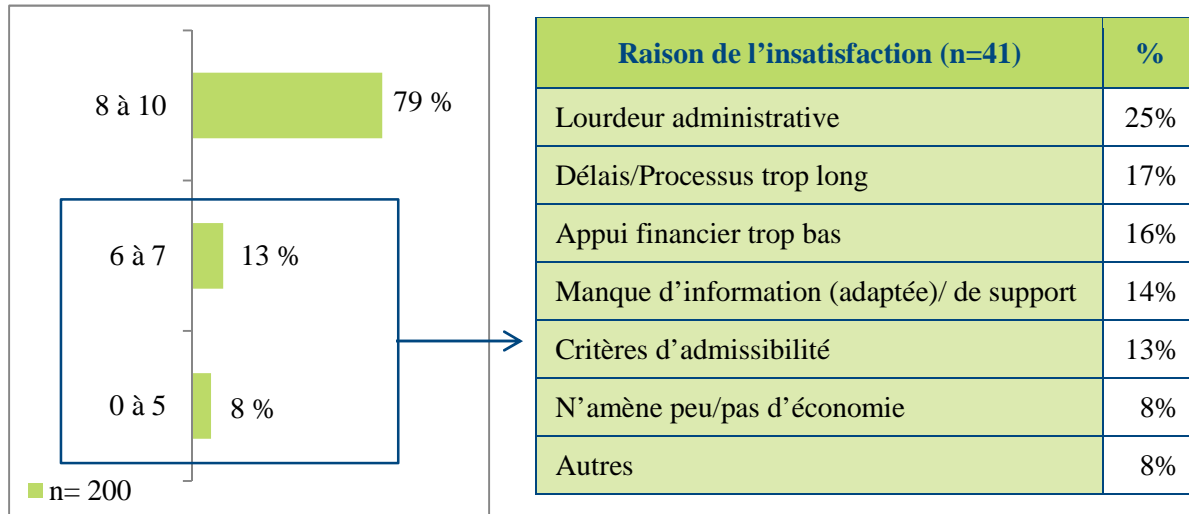 8 à 10
79 %
6 à 7
13 %
0 à 5
8 %
n= 200
Raison de l’insatisfaction (n=41) %
Lourdeur administrative 25%
Délais/Processus trop long 17%
Appui financier trop bas 16%
Manque d’information (adaptée)/ de support 14%
Critères d’admissibilité 13%
N’amène peu/pas d’économie 8%
Autres 8%